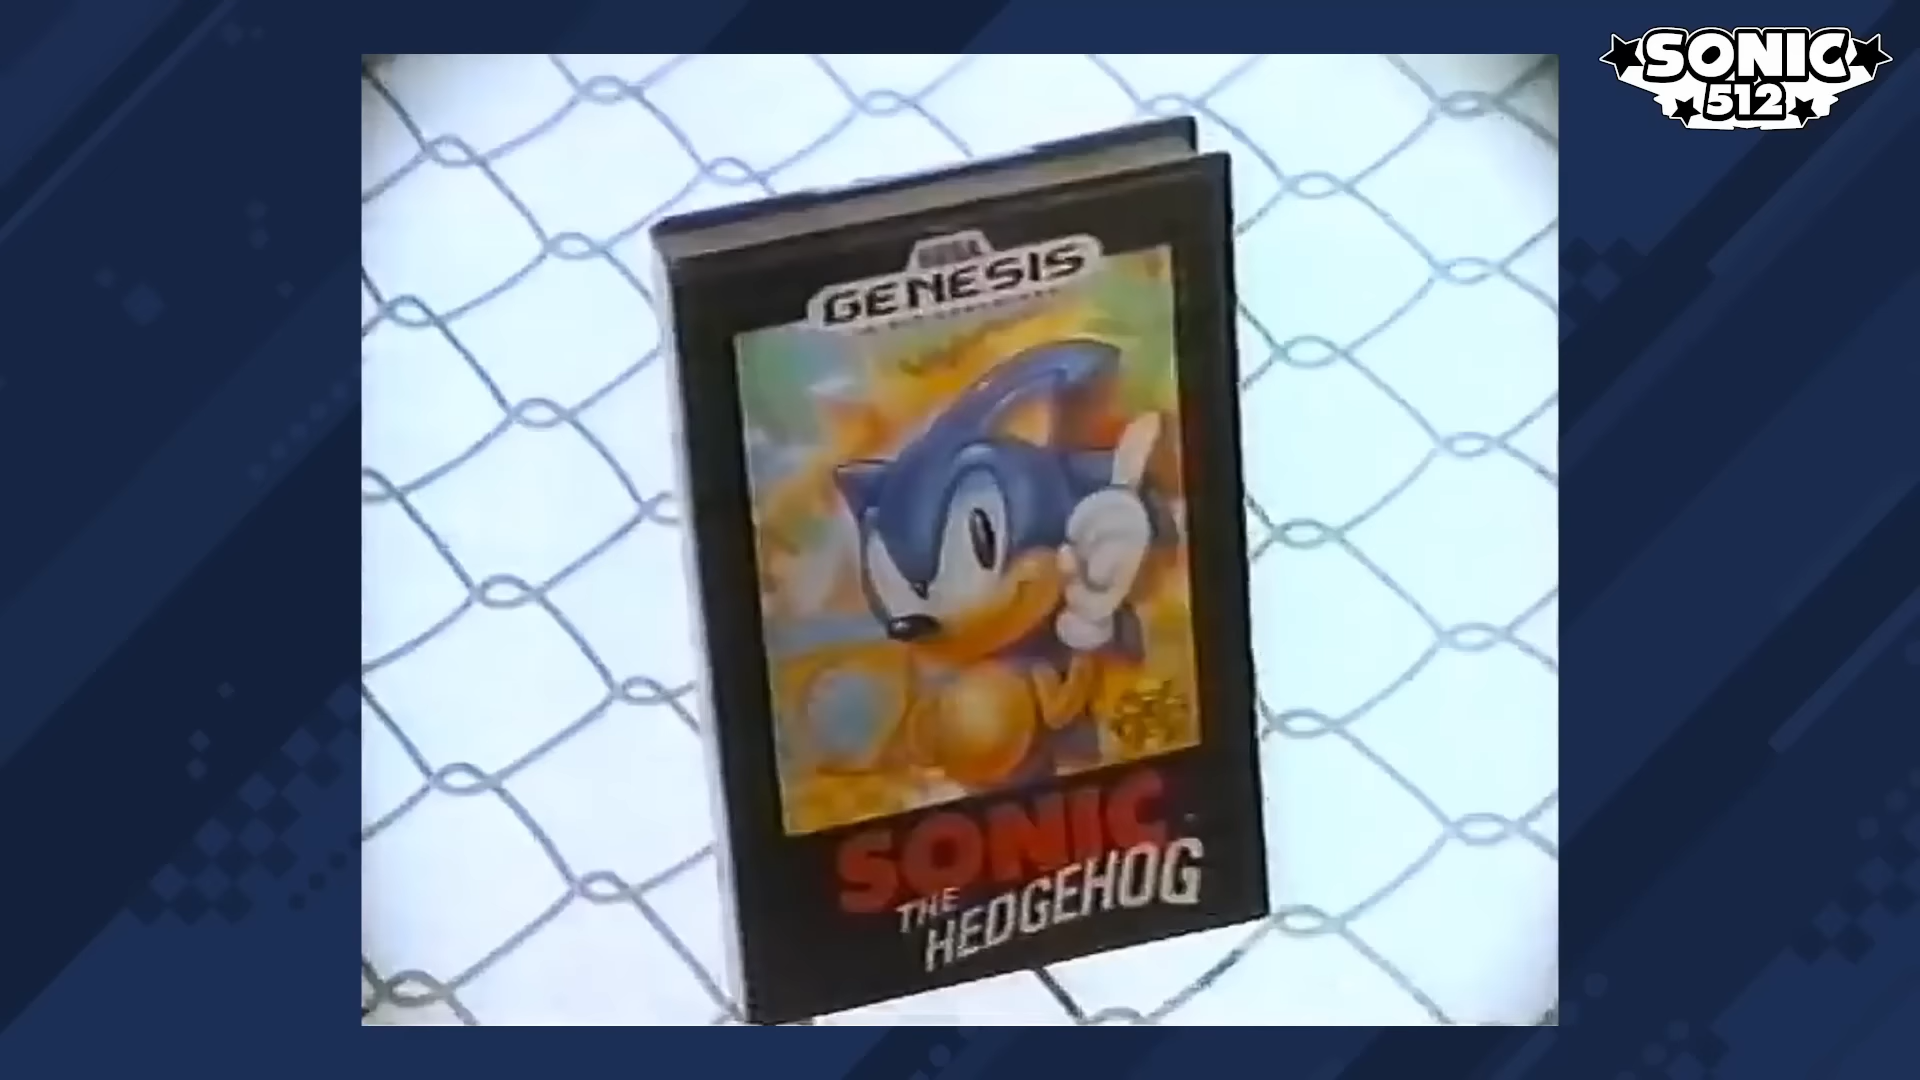 SONIC
512
SEGA
GENESIS
SONIC
THE
HEDGEHOG